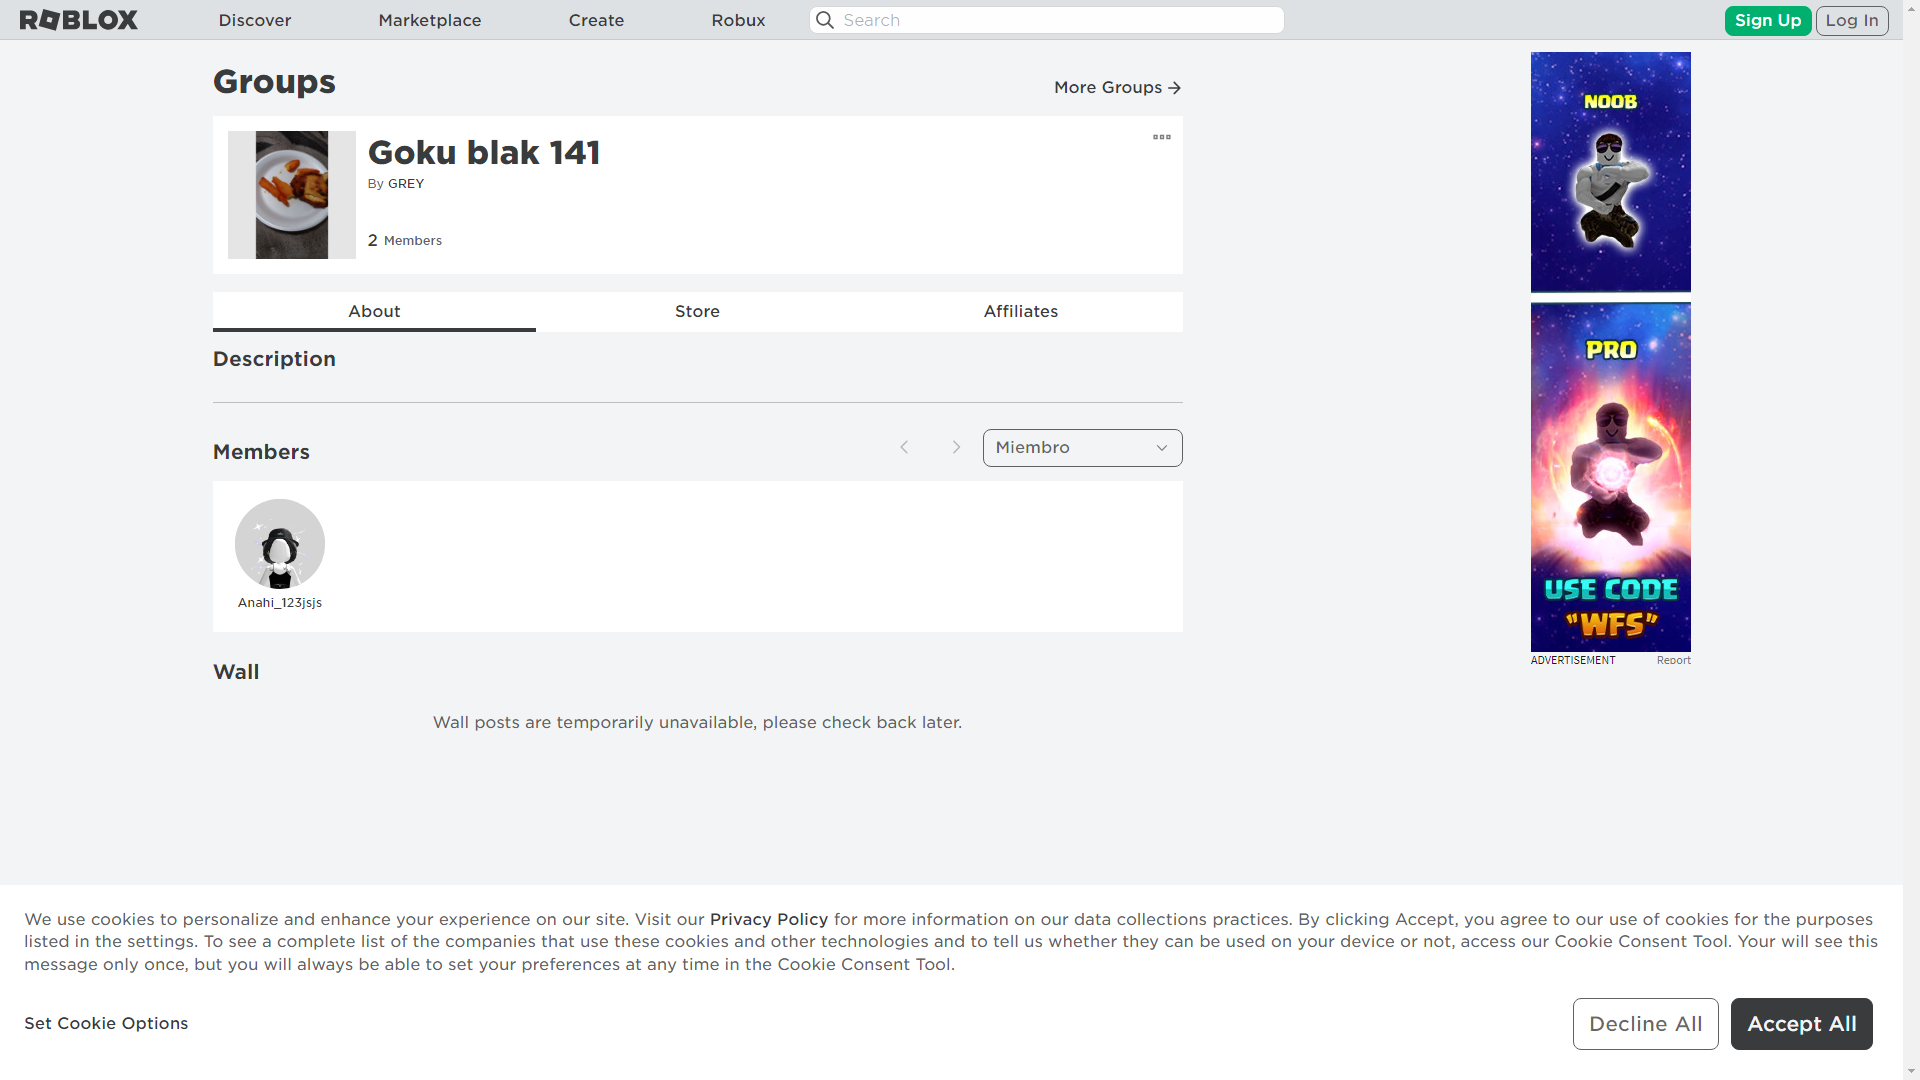 ROBLOX
Discover
Marketplace
Create
Robux
Search
Sign Up
Log In
Groups
More Groups
Goku blak 141
By GREY
2 Members
About
Store
Affiliates
Description
Members
Miembro
Anahi_123jsjs
Wall
Wall posts are temporarily unavailable, please check back later.
NOOB
PRO
USE CODE
"WFS"
ADVERTISEMENT
Report
We use cookies to personalize and enhance your experience on our site. Visit our Privacy Policy for more information on our data collections practices. By clicking Accept, you agree to our use of cookies for the purposes
listed in the settings. To see a complete list of the companies that use these cookies and other technologies and to tell us whether they can be used on your device or not, access our Cookie Consent Tool. Your will see this
message only once, but you will always be able to set your preferences at any time in the Cookie Consent Tool.
Set Cookie Options
Decline All
Accept All